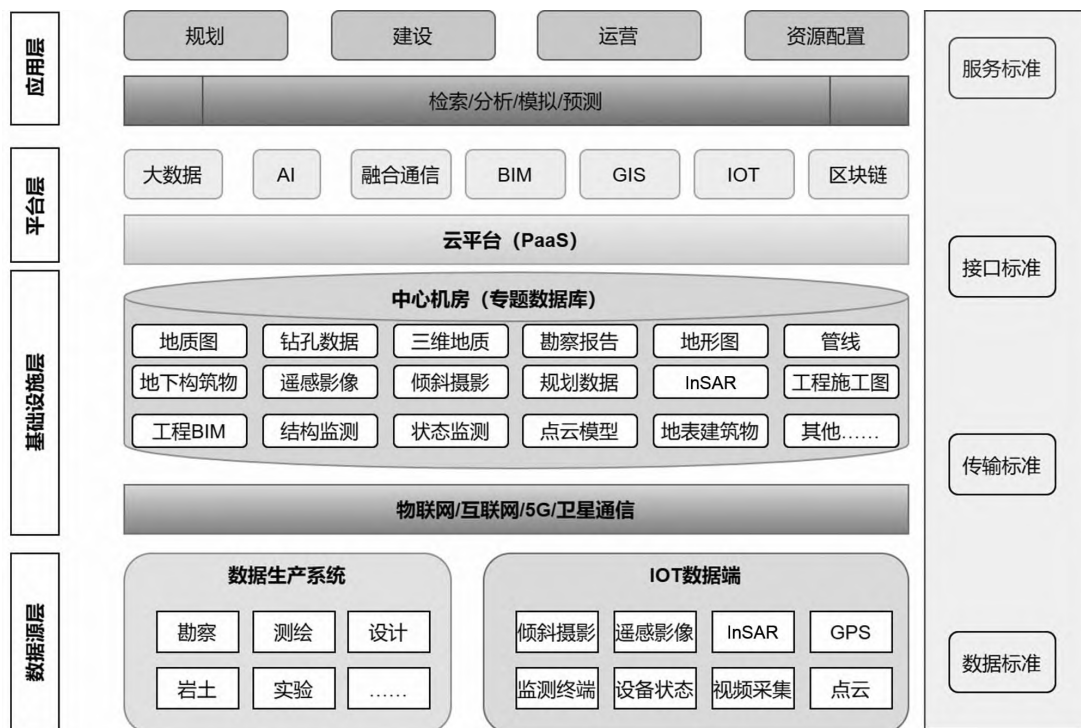 应用层
规划 建设 运营 资源配置
检索/分析/模拟/预测
平台层
大数据 AI 融合通信 BIM GIS IOT 区块链
云平台（PaaS）
基础设施层
中心机房（专题数据库）
地质图 钻孔数据 三维地质 勘察报告 地形图 管线
地下构筑物 遥感影像 倾斜摄影 规划数据 InSAR 工程施工图
工程BIM 结构监测 状态监测 点云模型 地表建筑物 其他……
物联网/互联网/5G/卫星通信
数据源层
数据生产系统
勘察 测绘 设计
岩土 实验 ……
IOT数据端
倾斜摄影 遥感影像 InSAR GPS
监测终端 设备状态 视频采集 点云
服务标准
接口标准
传输标准
数据标准